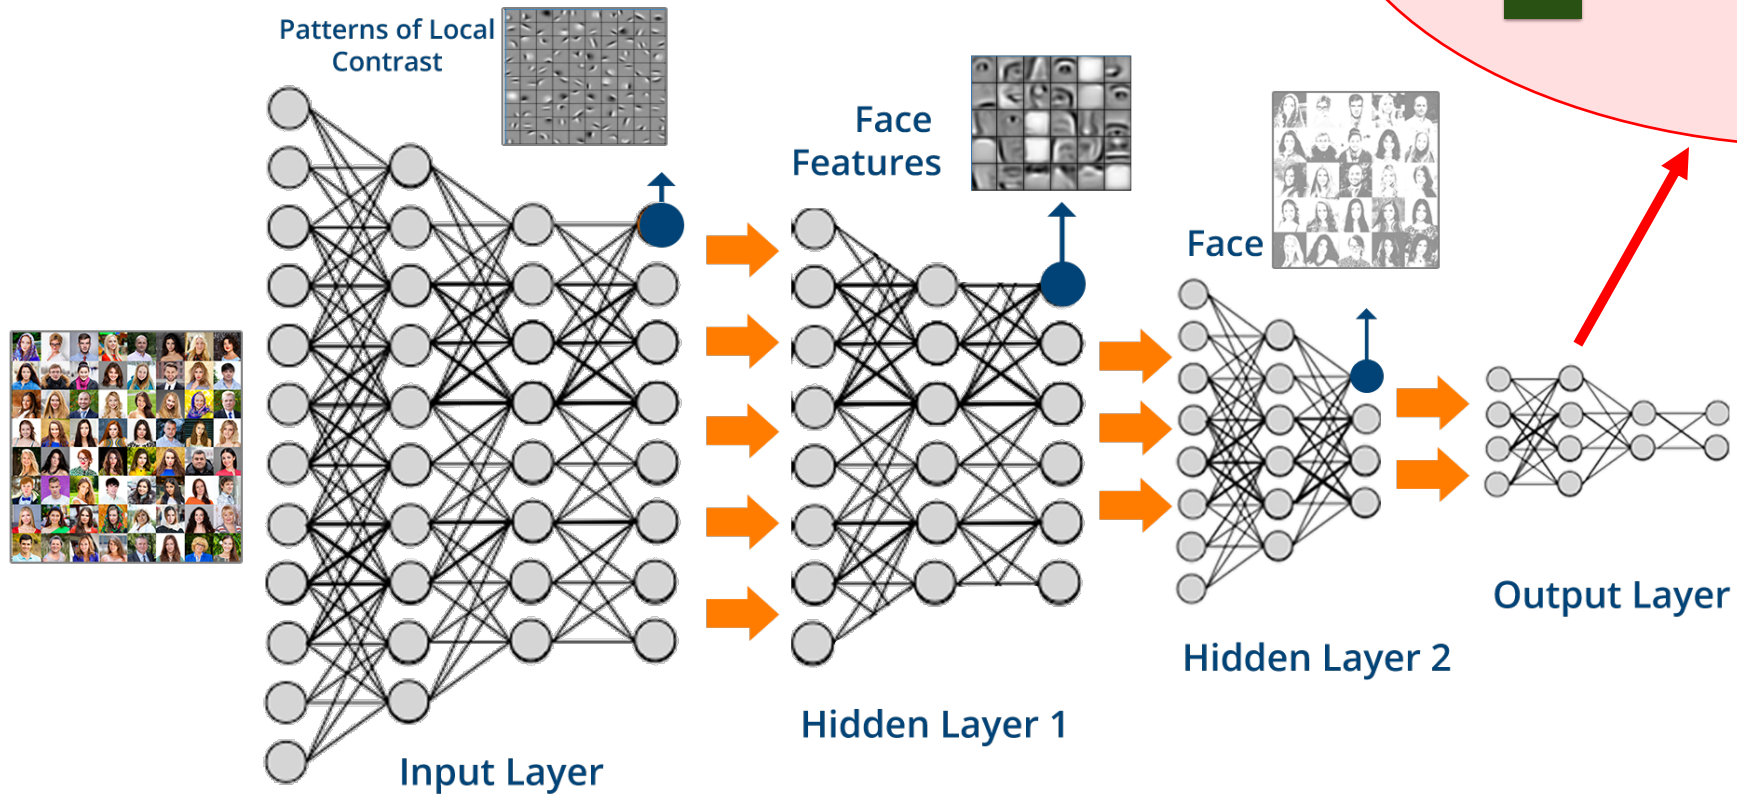 Patterns of Local
Contrast
Face
Features
Face
Output Layer
Hidden Layer 2
Hidden Layer 1
Input Layer